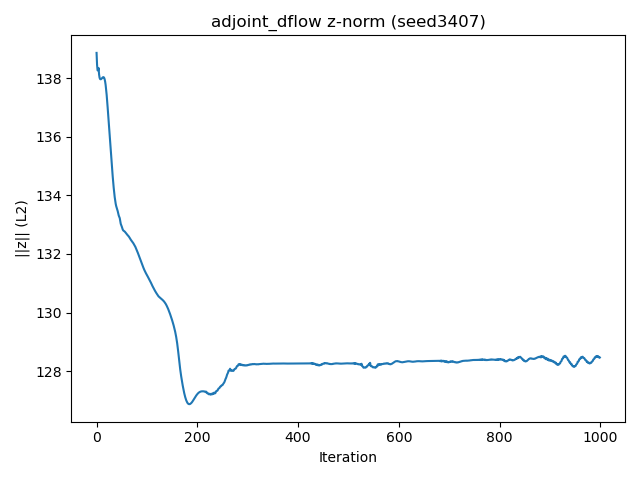 adjoint_dflow z-norm (seed3407)
||z|| (L2)
138
136
134
132
130
128
0 200 400 600 800 1000
Iteration